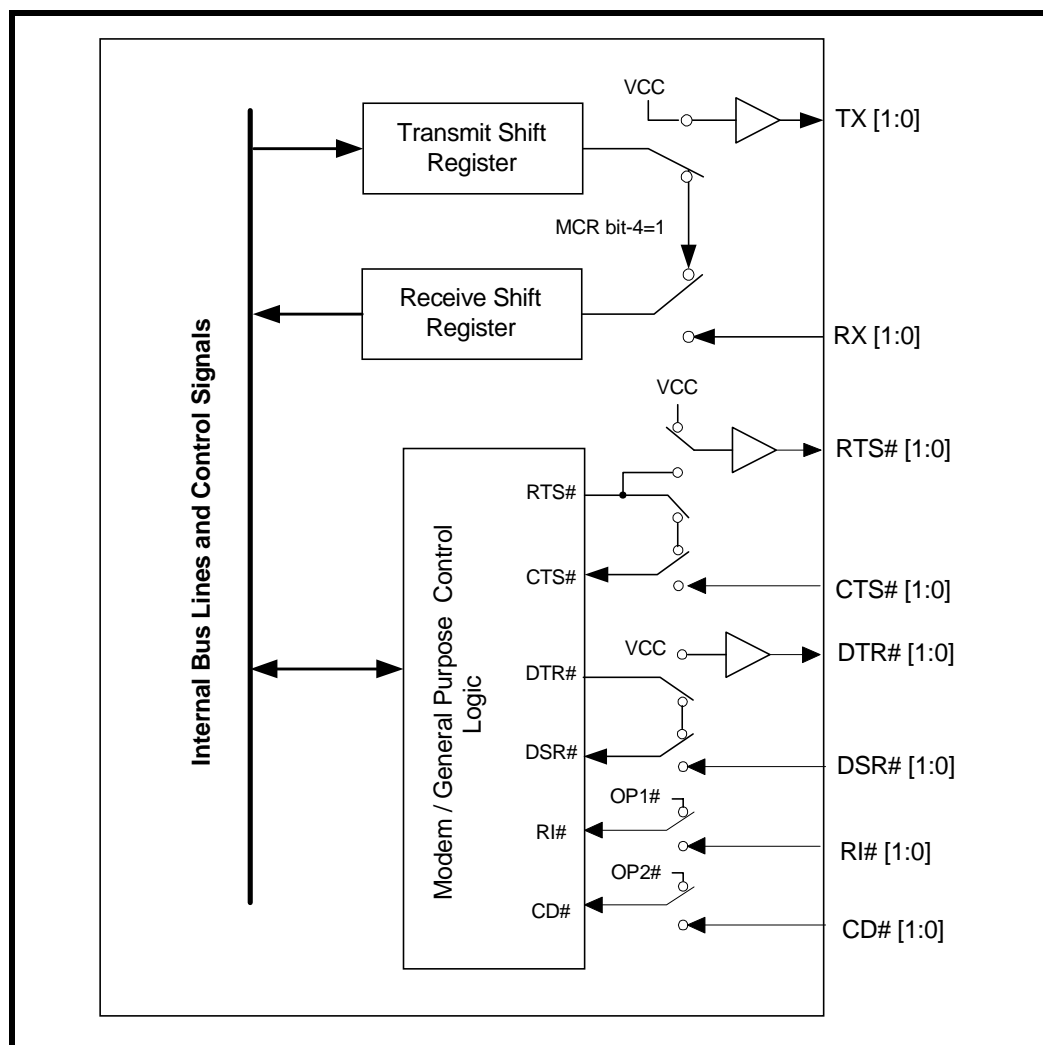 VCC
TX [1:0]
Transmit Shift
Register
MCR bit-4=1
Receive Shift
Register
RX [1:0]
Internal Bus Lines and Control Signals
VCC
RTS# [1:0]
RTS#
CTS#
CTS# [1:0]
Modem / General Purpose Control
Logic
VCC
DTR# [1:0]
DTR#
DSR#
DSR# [1:0]
OP1#
RI#
RI# [1:0]
OP2#
CD#
CD# [1:0]